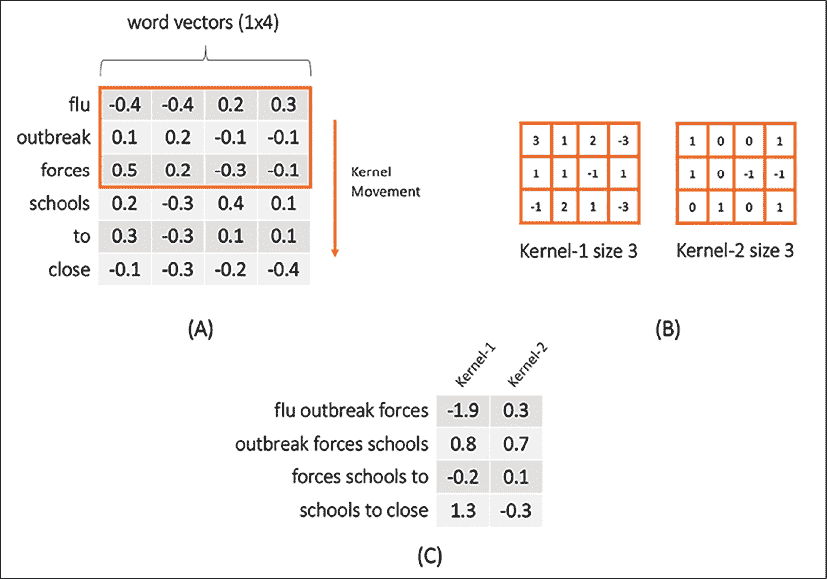 word vectors (1x4)
flu -0.4 -0.4 0.2 0.3
outbreak 0.1 0.2 -0.1 -0.1
forces 0.5 0.2 -0.3 -0.1
schools 0.2 -0.3 0.4 0.1
to 0.3 -0.3 0.1 0.1
close -0.1 -0.3 -0.2 -0.4
Kernel
Movement
(A)
3 1 2 -3
1 1 -1 1
-1 2 1 -3
Kernel-1 size 3
1 0 0 1
1 0 -1 -1
0 1 0 1
Kernel-2 size 3
(B)
Kernel-1 Kernel-2
flu outbreak forces -1.9 0.3
outbreak forces schools 0.8 0.7
forces schools to -0.2 0.1
schools to close 1.3 -0.3
(C)